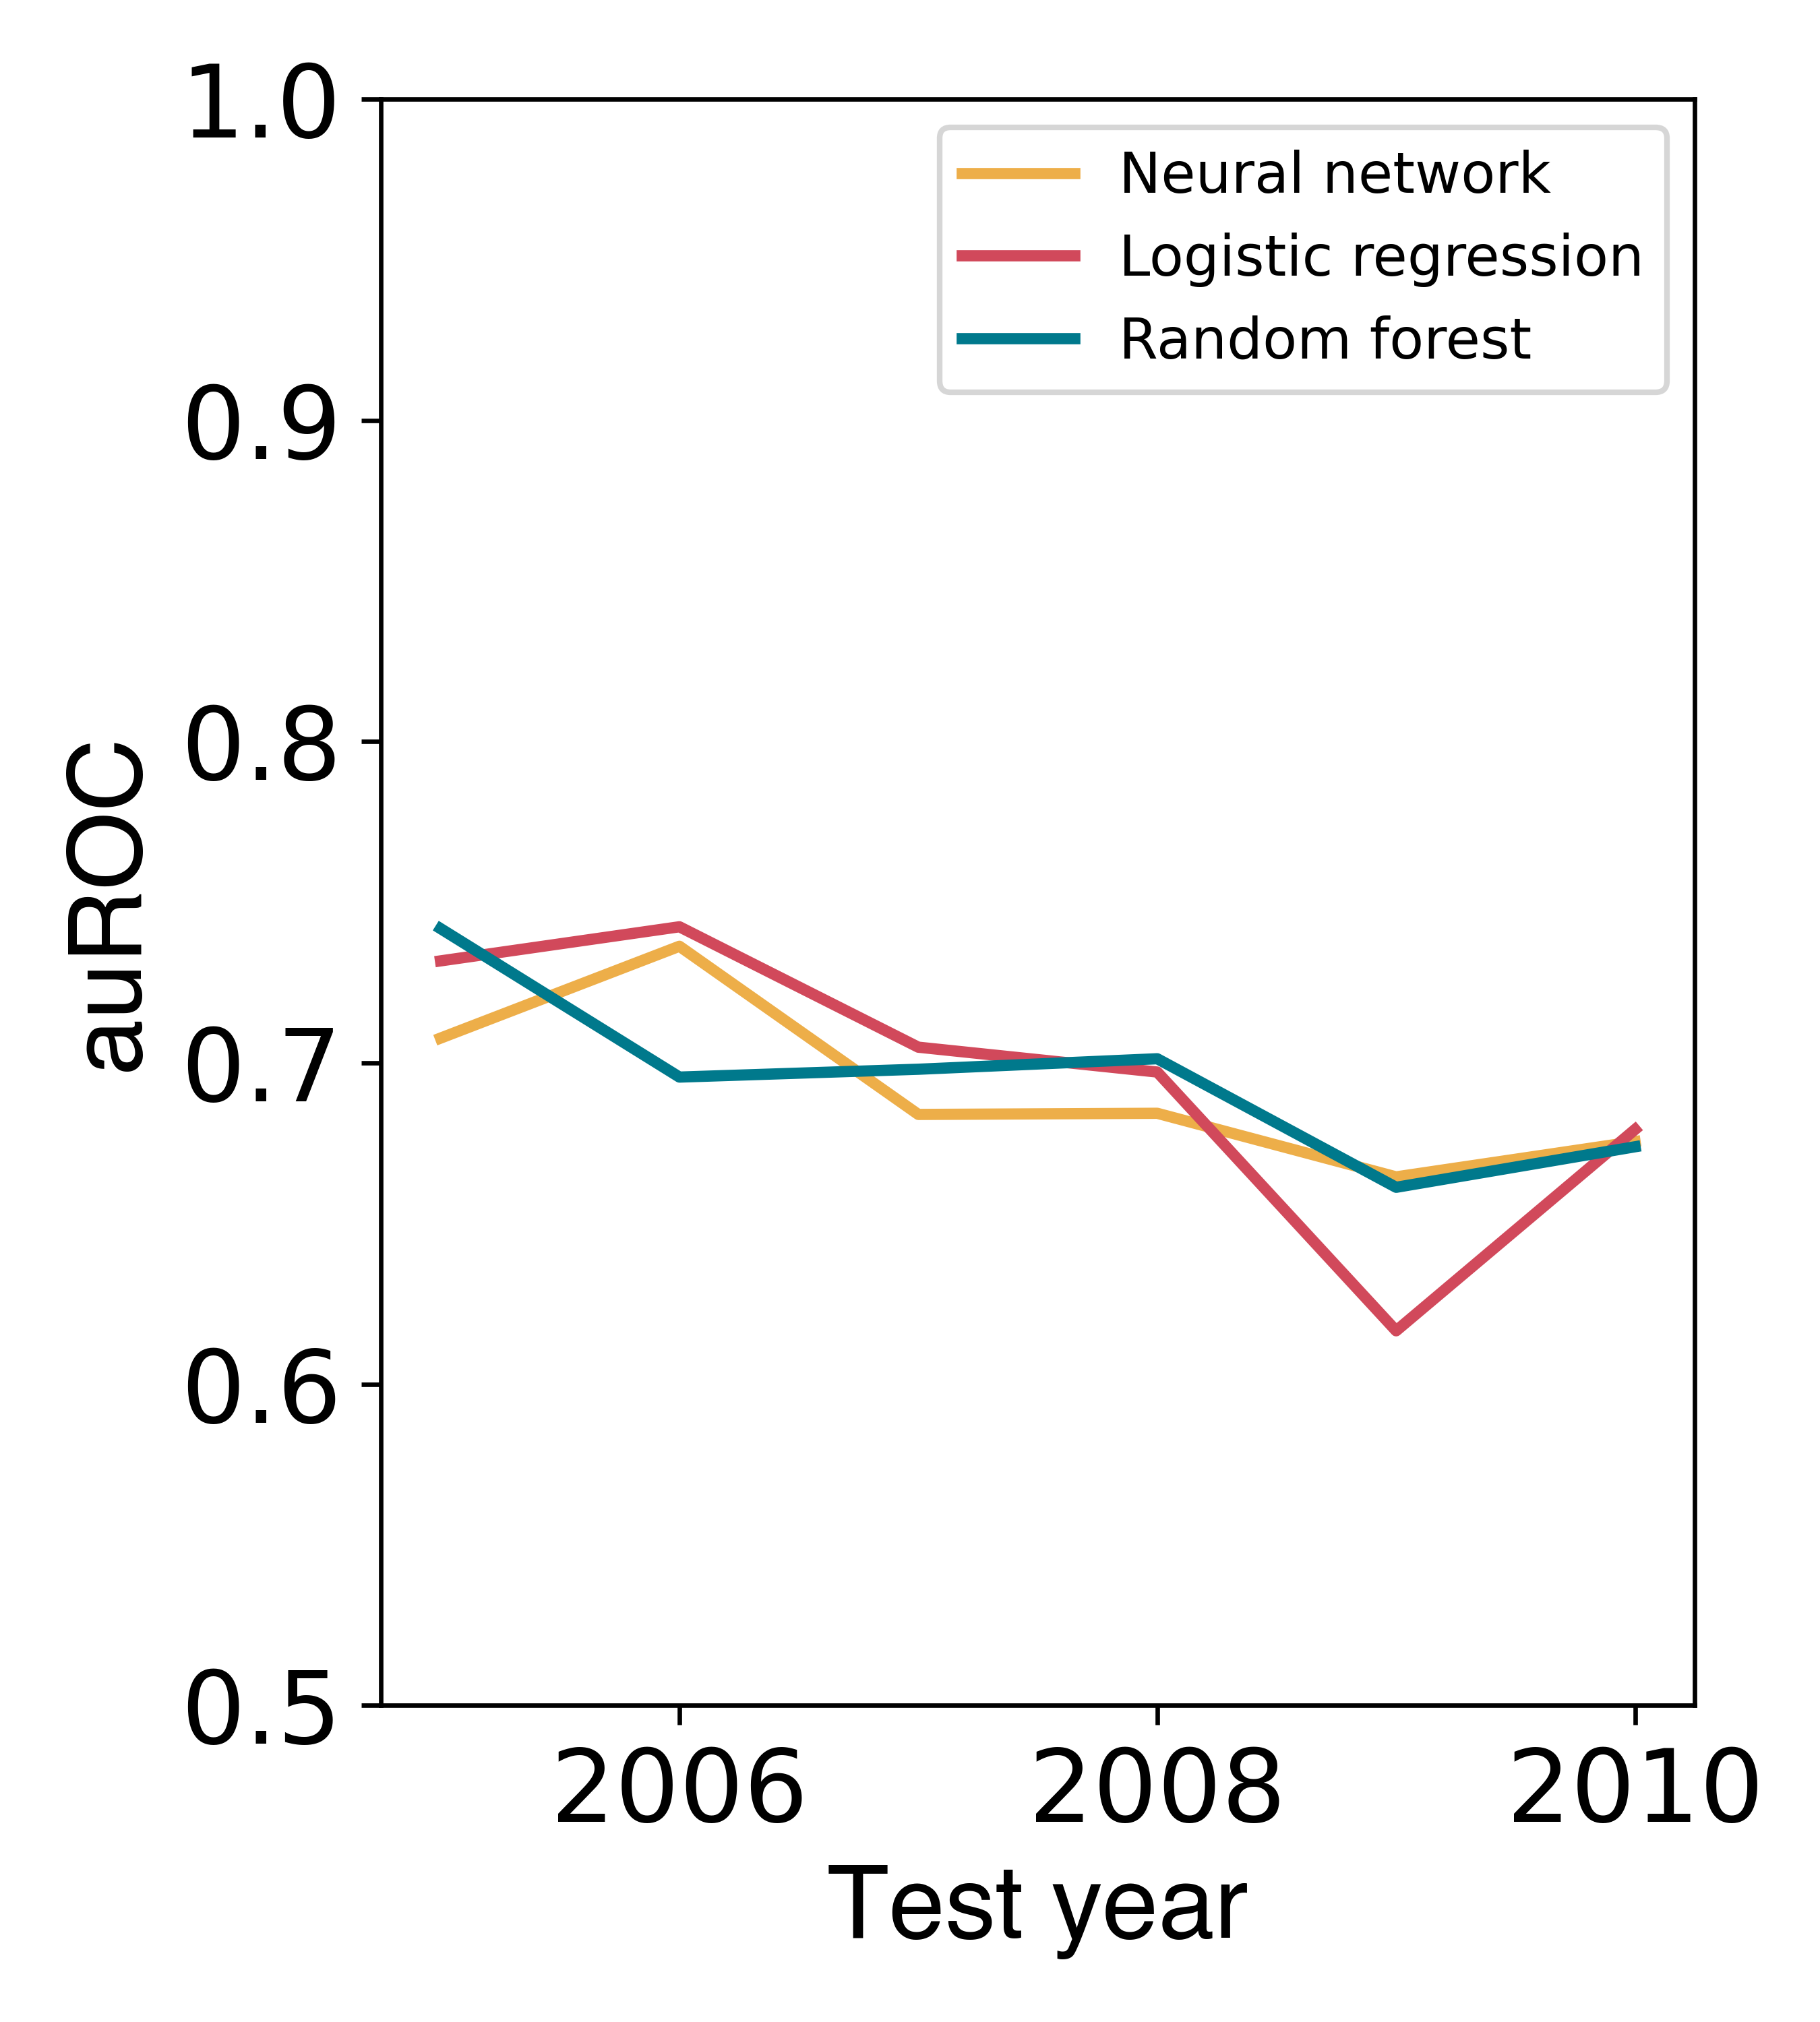 1.0
0.9
0.8
0.7
0.6
0.5
auROC
Neural network
Logistic regression
Random forest
2006 2008 2010
Test year